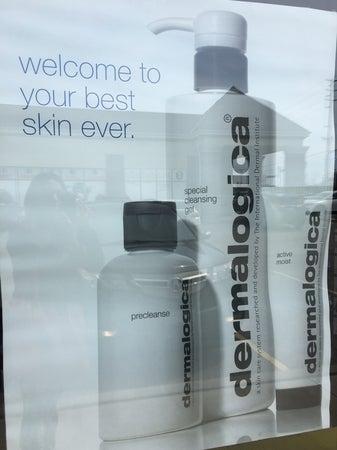 welcome to
your best
skin ever.
special
cleansing
gel
dermalogica®
a skin care system researched and developed by The International Dermal Institute
precleanse
dermalogica
active
moist
dermalogica